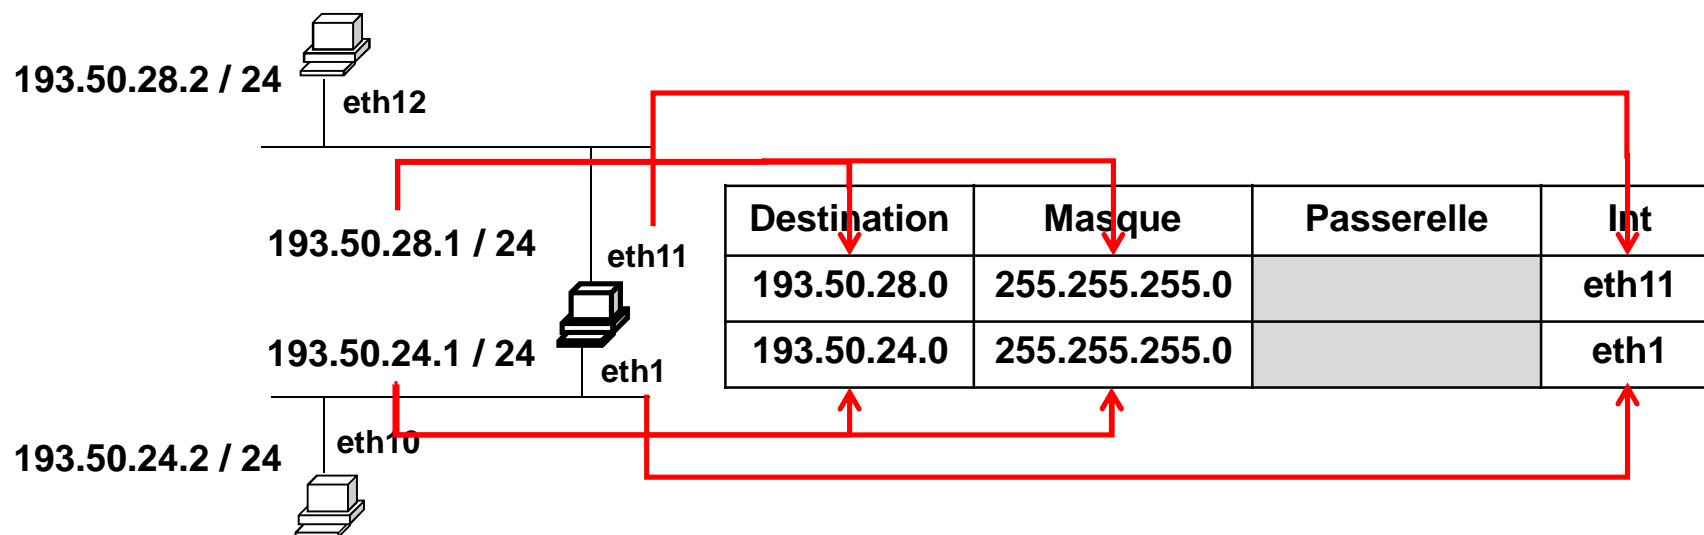 193.50.28.2 / 24
eth12
193.50.28.1 / 24
eth11
193.50.24.1 / 24
eth1
eth10
193.50.24.2 / 24
Destination Masque Passerelle Int
193.50.28.0 255.255.255.0 eth11
193.50.24.0 255.255.255.0 eth1